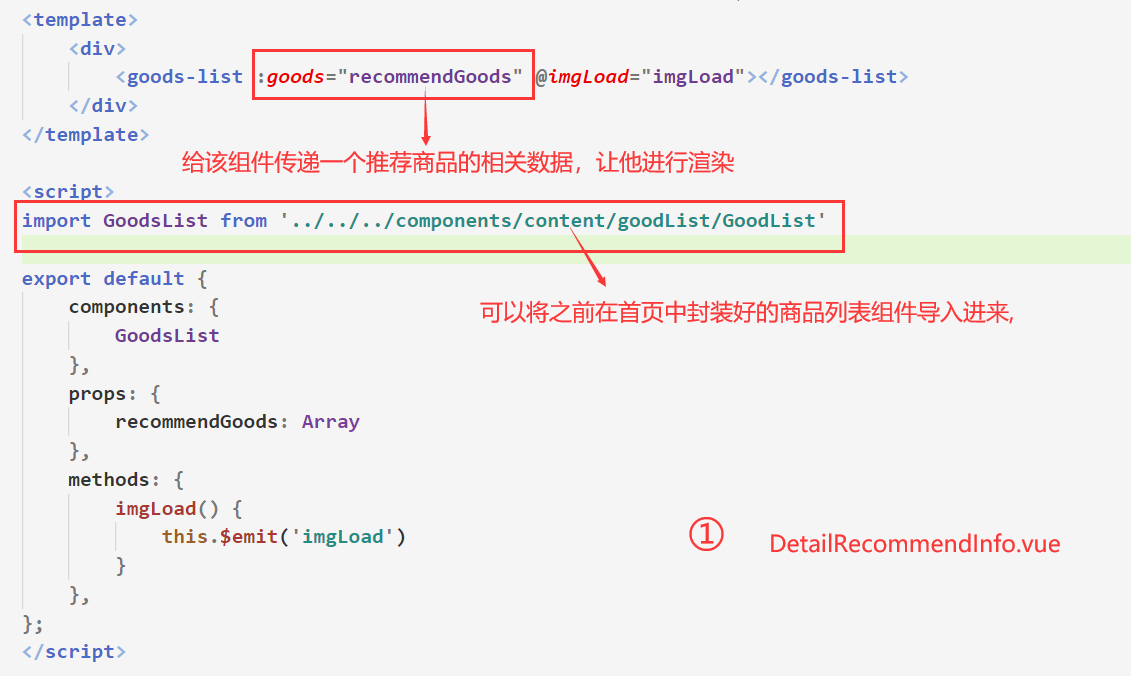 <template>
<div>
<goods-list :goods="recommendGoods" @imgLoad="imgLoad"></goods-list>
</div>
</template>
给该组件传递一个推荐商品的相关数据，让他进行渲染
<script>
import GoodsList from '../../../components/content/goodList/GoodList'
export default {
components: {
可以将之前在首页中封装好的商品列表组件导入进来,
GoodsList
},
props: {
recommendGoods: Array
},
methods: {
imgLoad() {
this.$emit('imgLoad')
① DetailRecommendInfo.vue
}
},
};
</script>